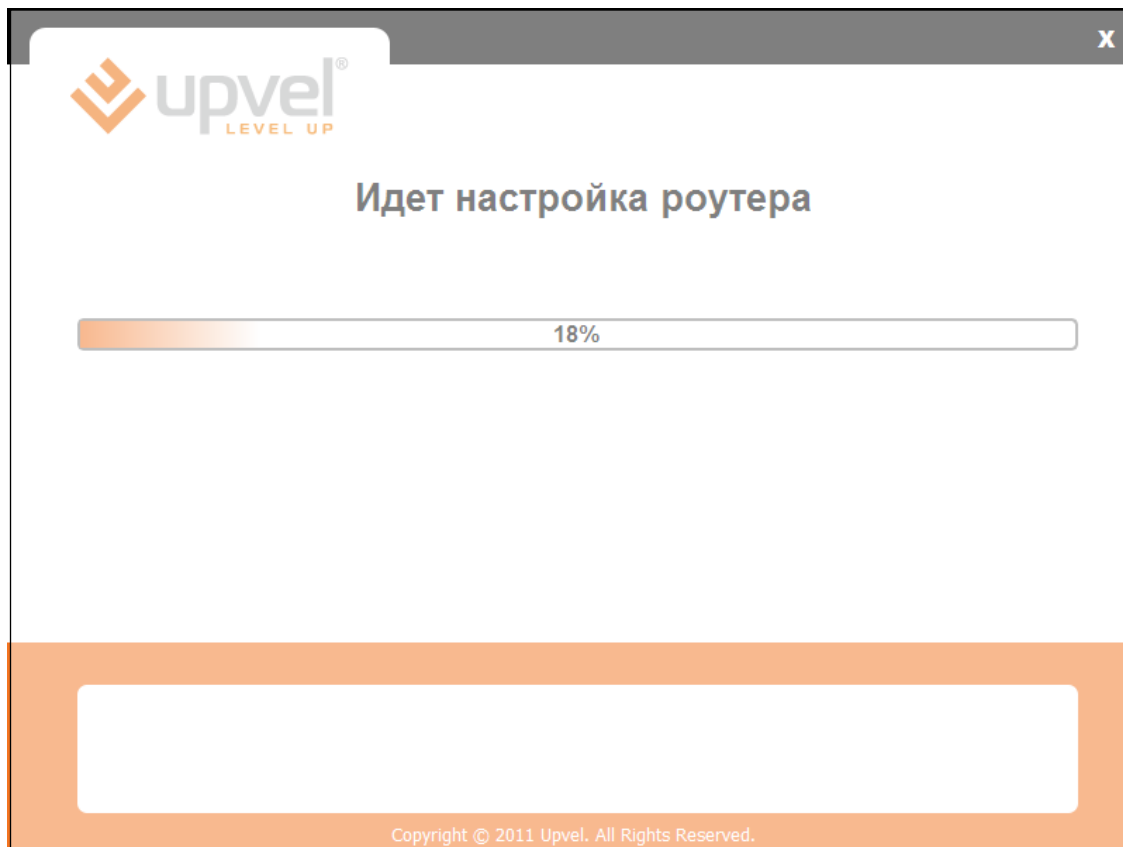 X
upvel®
LEVEL UP
Идет настройка роутера
18%
Copyright © 2011 Upvel. All Rights Reserved.